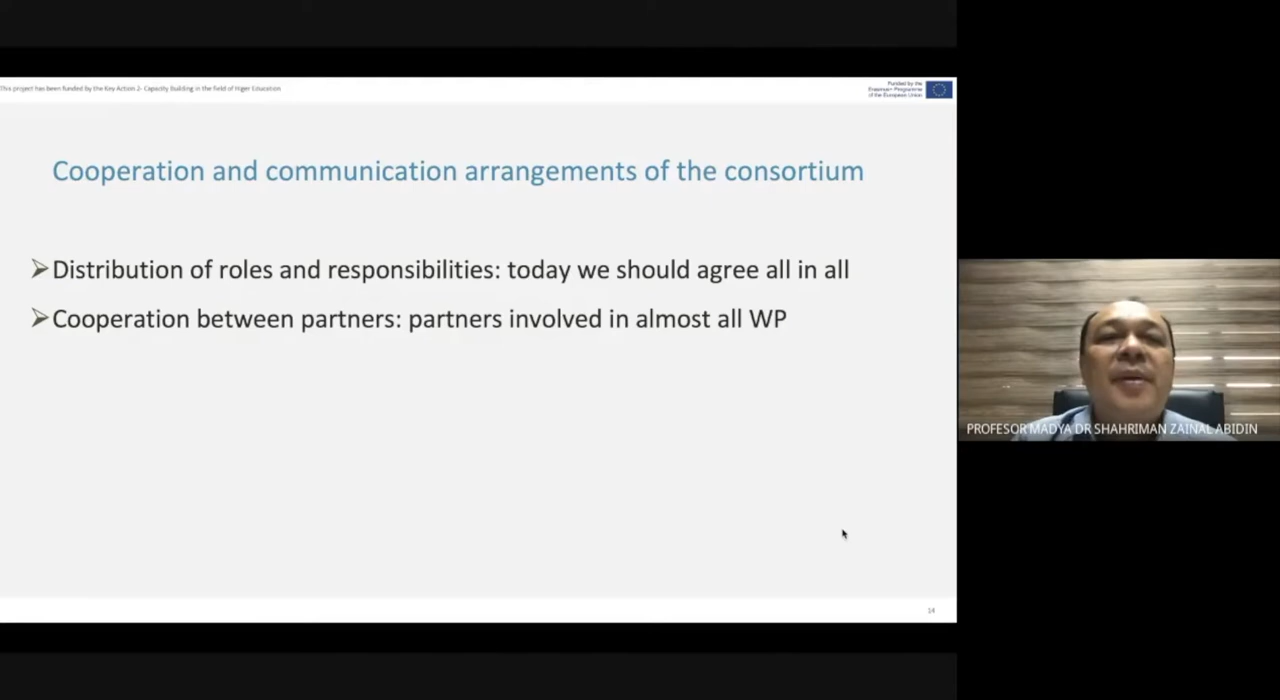 This project has been funded by the Key Action 2- Capacity Building in the field of Higer Education
Funded by the
Erasmus+ Programme
of the European Union
Cooperation and communication arrangements of the consortium
Distribution of roles and responsibilities: today we should agree all in all
Cooperation between partners: partners involved in almost all WP
PROFESOR MADYA DR SHAHRIMAN ZAINAL ABIDIN
14